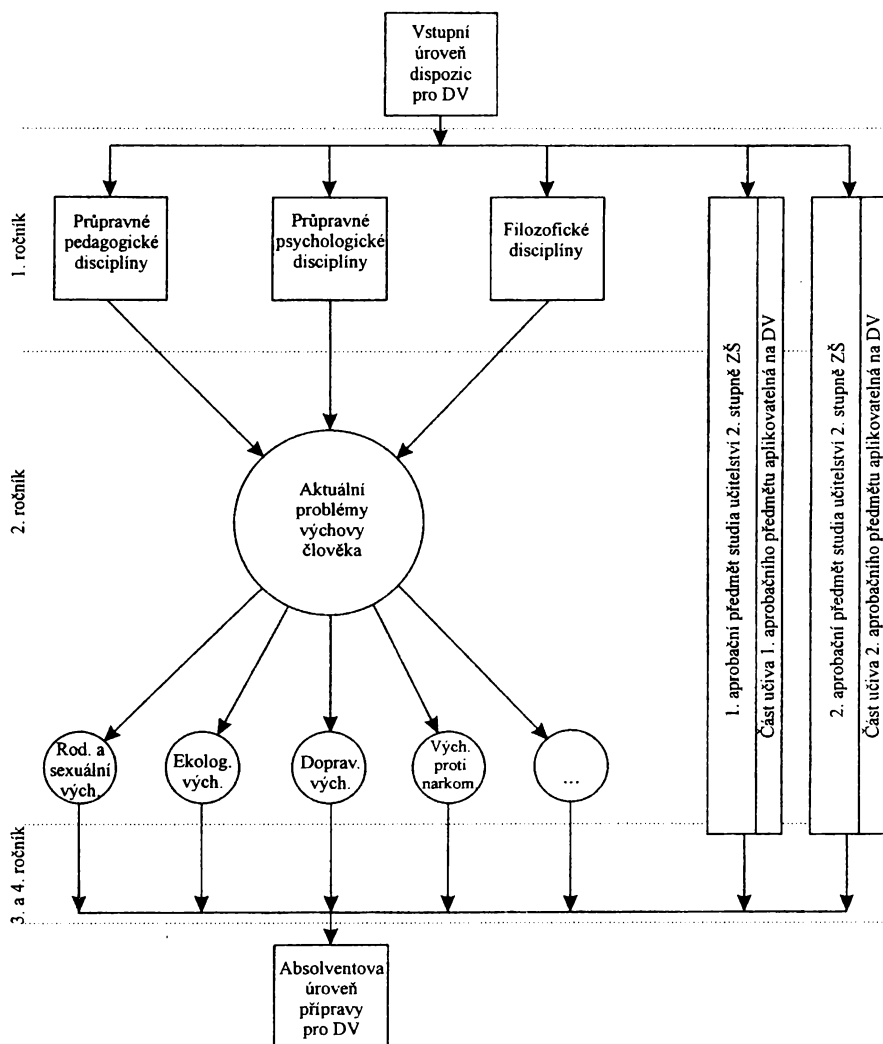 Vstupní
úroveň
dispozic
pro DV
1. ročník
Průpravné
pedagogické
disciplíny
Průpravné
psychologické
disciplíny
Filozofické
disciplíny
2. ročník
Aktuální
problémy
výchovy
člověka
1. aprobační předmět studia učitelství 2. stupně ZŠ
Část učiva 1. aprobačního předmětu aplikovatelná na DV
2. aprobační předmět studia učitelství 2. stupně ZŠ
Část učiva 2. aprobačního předmětu aplikovatelná na DV
Rod. a
sexuální
vých.
Ekolog.
vých.
Doprav.
vých.
Vých.
proti
narkom.
...
3. a 4. ročník
Absolventova
úroveň
přípravy
pro DV